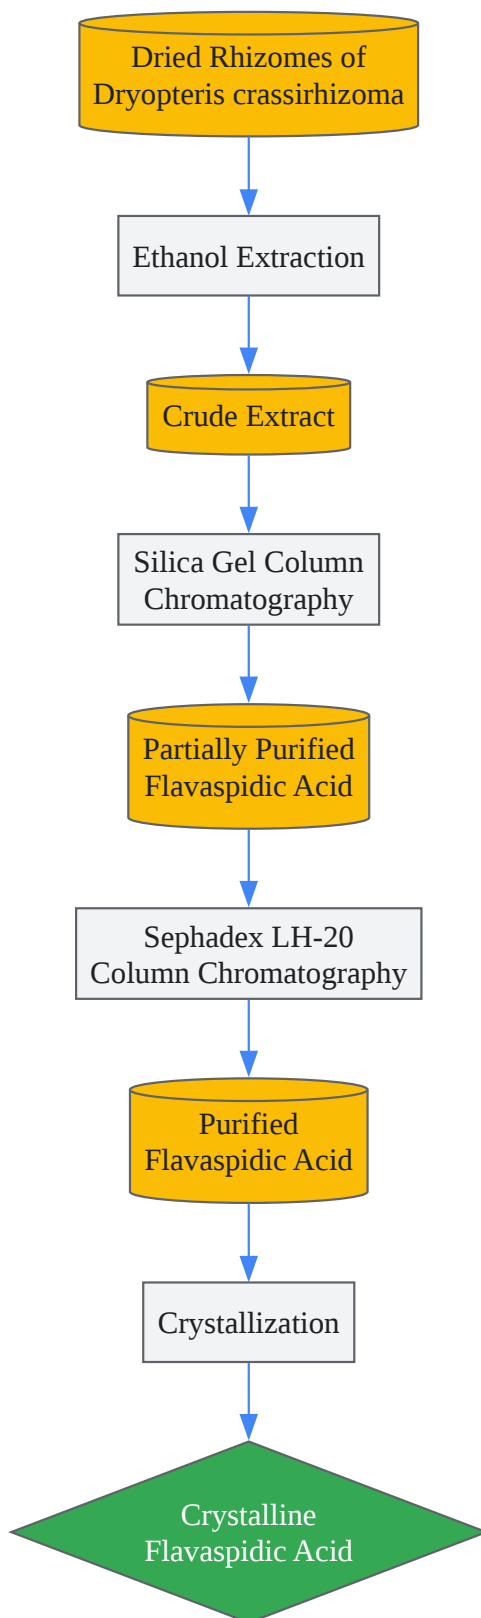 Dried Rhizomes of
Dryopteris crassirhizoma
Ethanol Extraction
Crude Extract
Silica Gel Column
Chromatography
Partially Purified
Flavaspidic Acid
Sephadex LH-20
Column Chromatography
Purified
Flavaspidic Acid
Crystallization
Crystalline
Flavaspidic Acid